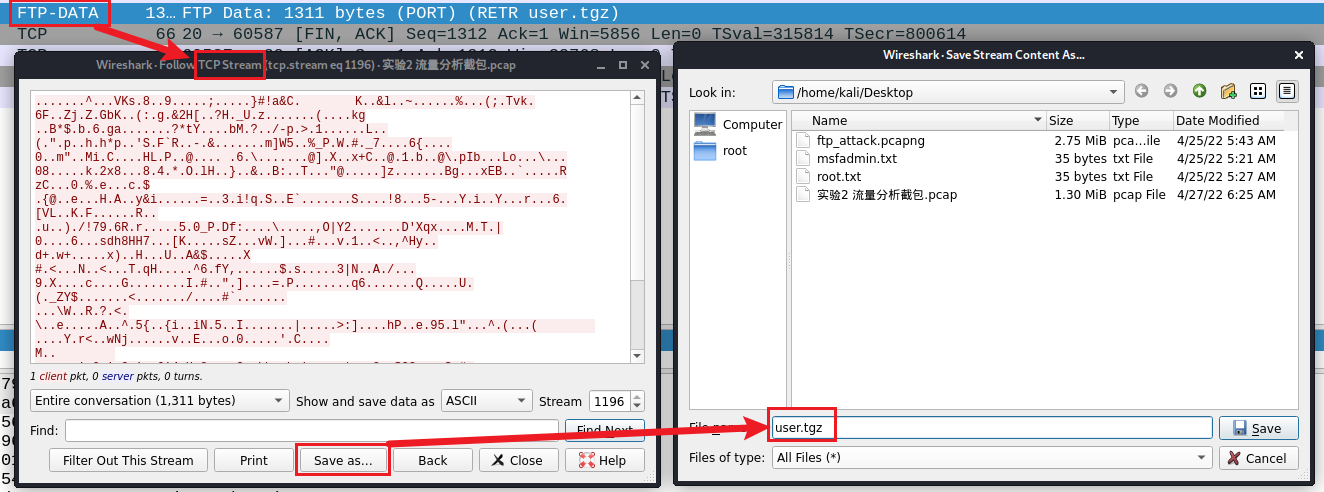 FTP-DATA 13… FTP Data: 1311 bytes (PORT) (RETR user.tgz)
TCP 66 20 → 60587 [FIN, ACK] Seq=1312 Ack=1 Win=5856 Len=0 TSval=315814 TSecr=800614
Wireshark · Follow TCP Stream (tcp.stream eq 1196) · 实验2 流量分析截包.pcap
.......^...VKs.8..9.....;.....}#!a&C. K..&l..~......%...(;.Tvk.
6F..Zj.Z.GbK..(:.g.&2H[..?H._U.z.......(....kg
..B*$.b.6.ga.......?*tY....bM.?../-p.>.1......L..
(.".p..h.h*p..'S.F`R..-.&.......m]W5..%_P.W.#._7....6{....
0..m"..Mi.C....HL.P..@.... .6.\.......@].X..x+C..@.1.b..@\.pIb...Lo...\...
08.....k.2x8...8.4.*.O.lH..}..&..B:..T..."@.....]z.......Bg...xEB..`.....R
zC...0.%.e...c.$
.{@..e...H.A..y&i......=..3.i!q.S..E`.......S....!8...5-...Y.i..Y...r...6.
[VL..K.F......R..
.u..)./!79.6R.r.....5.0_P.Df:....\.....,O|Y2.......D'Xqx....M.T.|
0....6...sdh8HH7...[K.....sZ...vW.]...#...v.1..<..,^Hy..
d+.w+.....x)..H...U..A&$.....X
#.<...N..<...T.qH.....^6.fY,......$.s.....3|N..A./...
9.X....c....G........I.#..".]....=.P........q6.......Q.....U.
(._ZY$.......<......./....#`.......
...\W..R.?.<.
\..e.....A..^.5{..{i..iN.5..I.......|.....>:]....hP..e.95.l"...^.(...(
....Y.r<..wNj......v..E...o.0.....'.C....
M..
1 client pkt, 0 server pkts, 0 turns.
Entire conversation (1,311 bytes) Show and save data as ASCII Stream 1196
Find: Find Next
Filter Out This Stream Print Save as… Back Close Help
Wireshark · Save Stream Content As…
Look in: /home/kali/Desktop
Computer
root
Name Size Type Date Modified
ftp_attack.pcapng 2.75 MiB pca…ile 4/25/22 5:43 AM
msfadmin.txt 35 bytes txt File 4/25/22 5:21 AM
root.txt 35 bytes txt File 4/25/22 5:27 AM
实验2 流量分析截包.pcap 1.30 MiB pcap File 4/27/22 6:25 AM
user.tgz Save
Files of type: All Files (*) Cancel